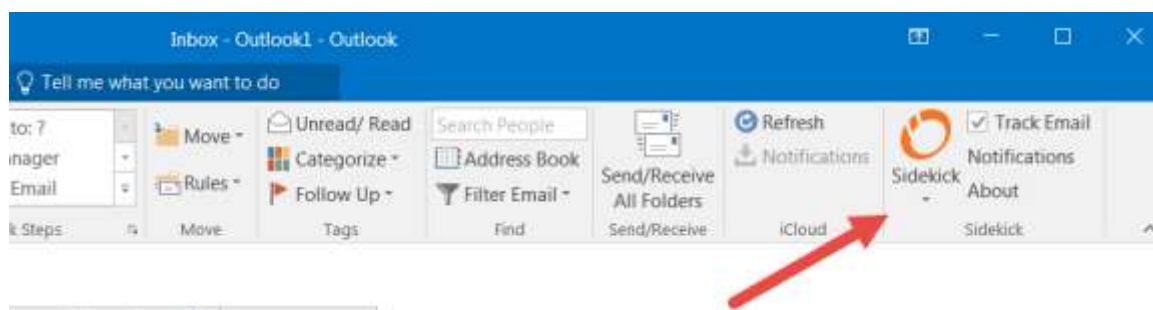 Inbox - Outlook1 - Outlook
Tell me what you want to do
to: 7
nager
Email
k Steps
Move
Rules
Move
Unread/ Read
Categorize
Follow Up
Tags
Search People
Address Book
Filter Email
Find
Send/Receive
All Folders
Send/Receive
Refresh
Notifications
iCloud
Sidekick
Track Email
Notifications
About
Sidekick